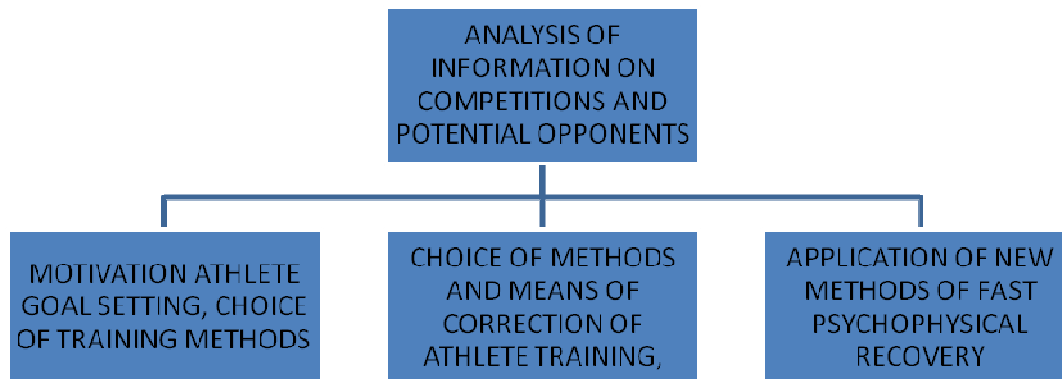 ANALYSIS OF
INFORMATION ON
COMPETITIONS AND
POTENTIAL OPPONENTS
MOTIVATION ATHLETE
GOAL SETTING, CHOICE
OF TRAINING METHODS
CHOICE OF METHODS
AND MEANS OF
CORRECTION OF
ATHLETE TRAINING,
APPLICATION OF NEW
METHODS OF FAST
PSYCHOPHYSICAL
RECOVERY